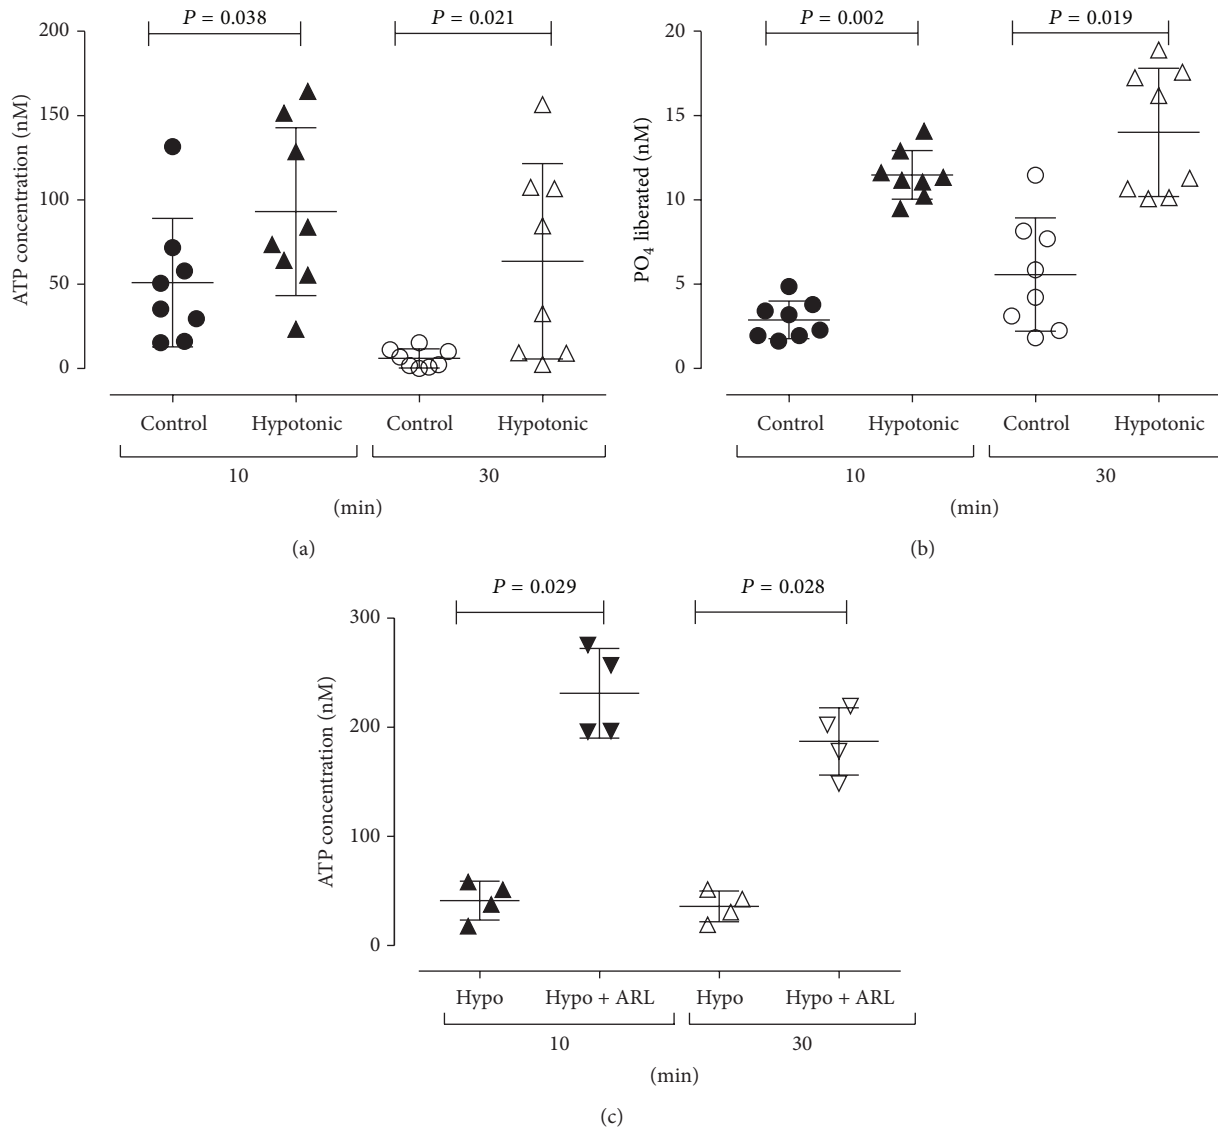 P = 0.038
P = 0.021
200
150
100
50
0
ATP concentration (nM)
Control
Hypotonic
Control
Hypotonic
10
30
(min)
(a)
P = 0.002
P = 0.019
20
15
10
5
0
PO4 liberated (nM)
Control
Hypotonic
Control
Hypotonic
10
30
(min)
(b)
P = 0.029
P = 0.028
300
200
100
0
ATP concentration (nM)
Hypo
Hypo + ARL
Hypo
Hypo + ARL
10
30
(min)
(c)